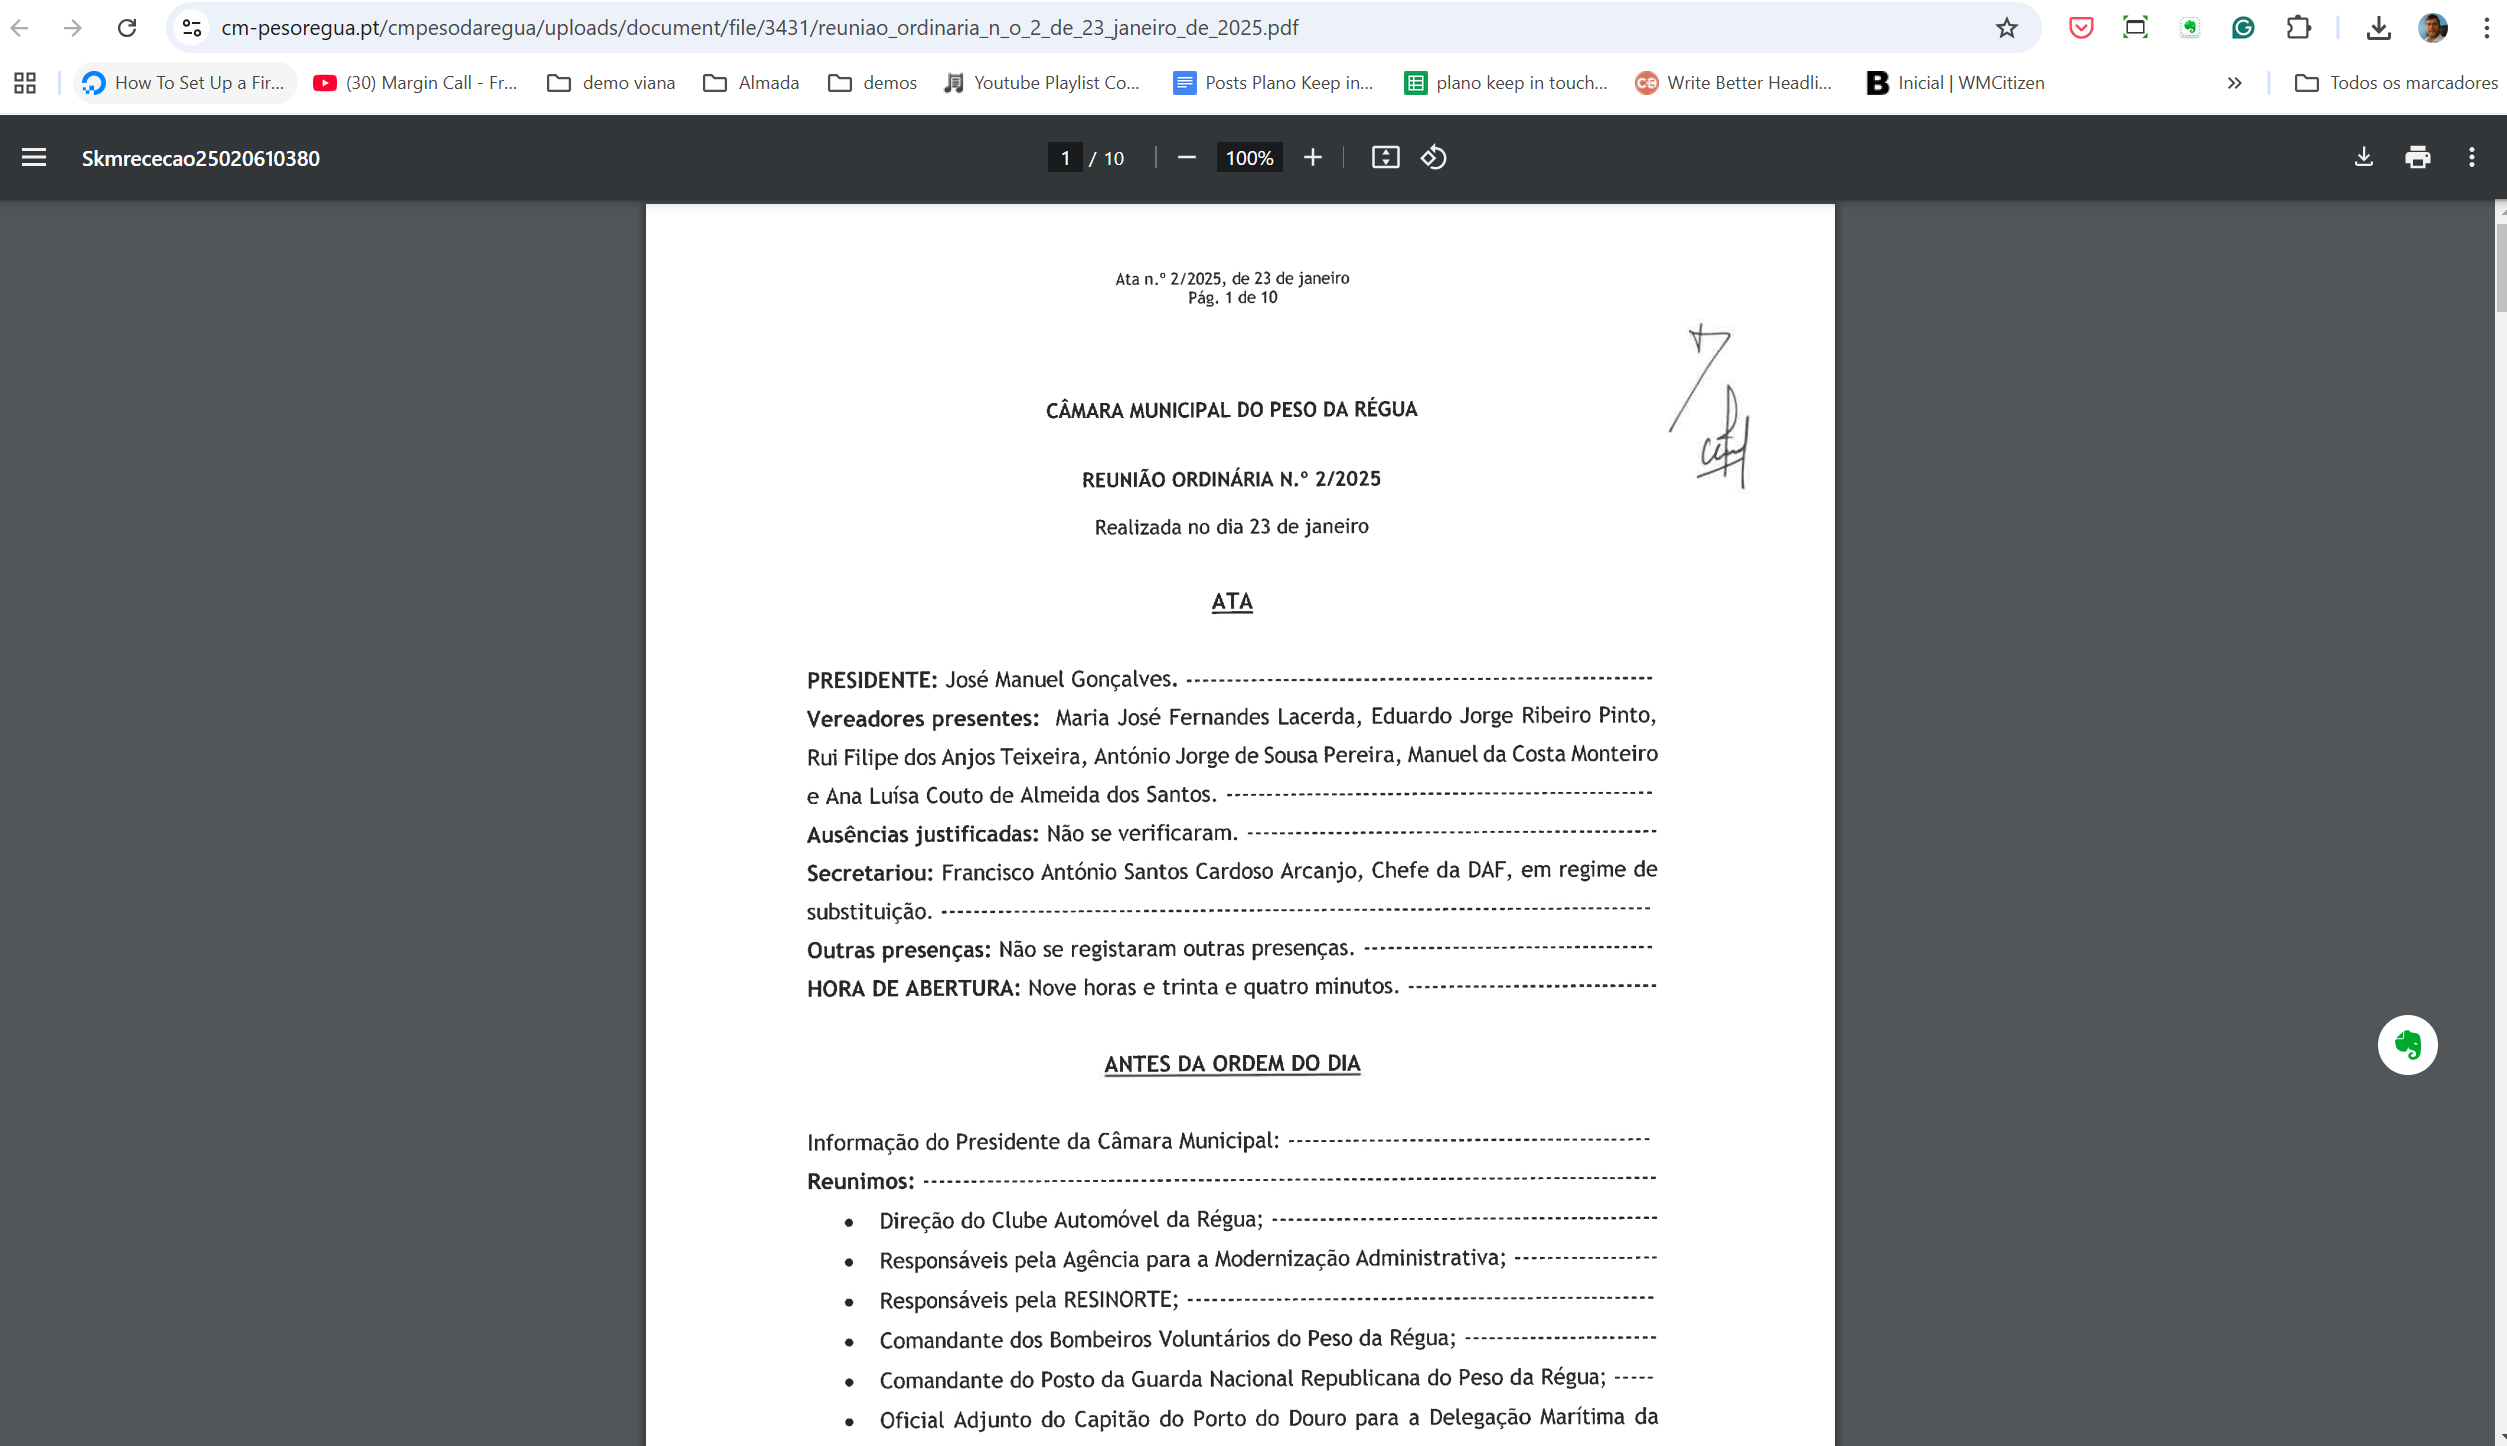 cm-pesoregua.pt/cmpesodaregua/uploads/document/file/3431/reuniao_ordinaria_n_o_2_de_23_janeiro_de_2025.pdf
How To Set Up a Fir... (30) Margin Call - Fr... demo viana Almada demos Youtube Playlist Co... Posts Plano Keep in... plano keep in touch... Write Better Headli... Inicial | WMCitizen » Todos os marcadores
Skmrececao25020610380 1 / 10 100%
Ata n.º 2/2025, de 23 de janeiro
Pág. 1 de 10
CÂMARA MUNICIPAL DO PESO DA RÉGUA
REUNIÃO ORDINÁRIA N.º 2/2025
Realizada no dia 23 de janeiro
ATA
PRESIDENTE: José Manuel Gonçalves. ----------
Vereadores presentes: Maria José Fernandes Lacerda, Eduardo Jorge Ribeiro Pinto,
Rui Filipe dos Anjos Teixeira, António Jorge de Sousa Pereira, Manuel da Costa Monteiro
e Ana Luísa Couto de Almeida dos Santos. ----------
Ausências justificadas: Não se verificaram. ----------
Secretariou: Francisco António Santos Cardoso Arcanjo, Chefe da DAF, em regime de
substituição. ----------
Outras presenças: Não se registaram outras presenças. ----------
HORA DE ABERTURA: Nove horas e trinta e quatro minutos. ----------
ANTES DA ORDEM DO DIA
Informação do Presidente da Câmara Municipal: ----------
Reunimos: ----------
• Direção do Clube Automóvel da Régua; ----------
• Responsáveis pela Agência para a Modernização Administrativa; ----------
• Responsáveis pela RESINORTE; ----------
• Comandante dos Bombeiros Voluntários do Peso da Régua; ----------
• Comandante do Posto da Guarda Nacional Republicana do Peso da Régua; -----
• Oficial Adjunto do Capitão do Porto do Douro para a Delegação Marítima da